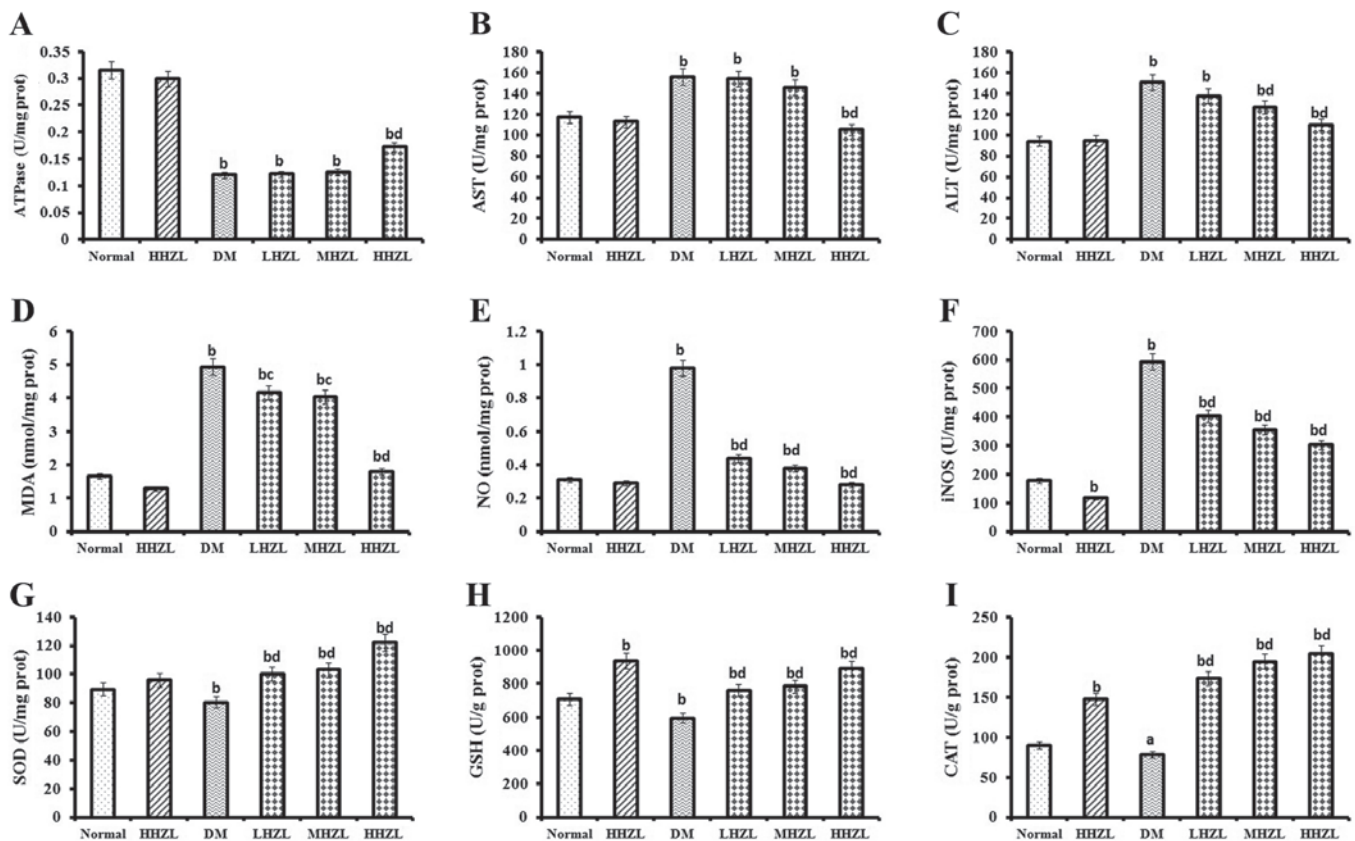 A
ATPase (U/mg prot)
0.35
0.3
0.25
0.2
0.15
0.1
0.05
0
b
b
b
bd
Normal HHZL DM LHZL MHZL HHZL
B
AST (U/mg prot)
180
160
140
120
100
80
60
40
20
0
b
b
b
bd
Normal HHZL DM LHZL MHZL HHZL
C
ALT (U/mg prot)
180
160
140
120
100
80
60
40
20
0
b
b
bd
bd
Normal HHZL DM LHZL MHZL HHZL
D
MDA (nmol/mg prot)
6
5
4
3
2
1
0
b
bc
bc
bd
Normal HHZL DM LHZL MHZL HHZL
E
NO (nmol/mg prot)
1.2
1
0.8
0.6
0.4
0.2
0
b
bd
bd
bd
Normal HHZL DM LHZL MHZL HHZL
F
iNOS (U/mg prot)
700
600
500
400
300
200
100
0
b
b
bd
bd
bd
Normal HHZL DM LHZL MHZL HHZL
G
SOD (U/mg prot)
140
120
100
80
60
40
20
0
b
bd
bd
bd
Normal HHZL DM LHZL MHZL HHZL
H
GSH (U/g prot)
1200
1000
800
600
400
200
0
b
b
bd
bd
bd
Normal HHZL DM LHZL MHZL HHZL
I
CAT (U/g prot)
250
200
150
100
50
0
b
a
bd
bd
bd
Normal HHZL DM LHZL MHZL HHZL